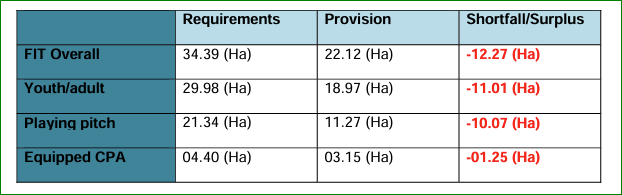 Requirements Provision Shortfall/Surplus
FIT Overall 34.39 (Ha) 22.12 (Ha) -12.27 (Ha)
Youth/adult 29.98 (Ha) 18.97 (Ha) -11.01 (Ha)
Playing pitch 21.34 (Ha) 11.27 (Ha) -10.07 (Ha)
Equipped CPA 04.40 (Ha) 03.15 (Ha) -01.25 (Ha)